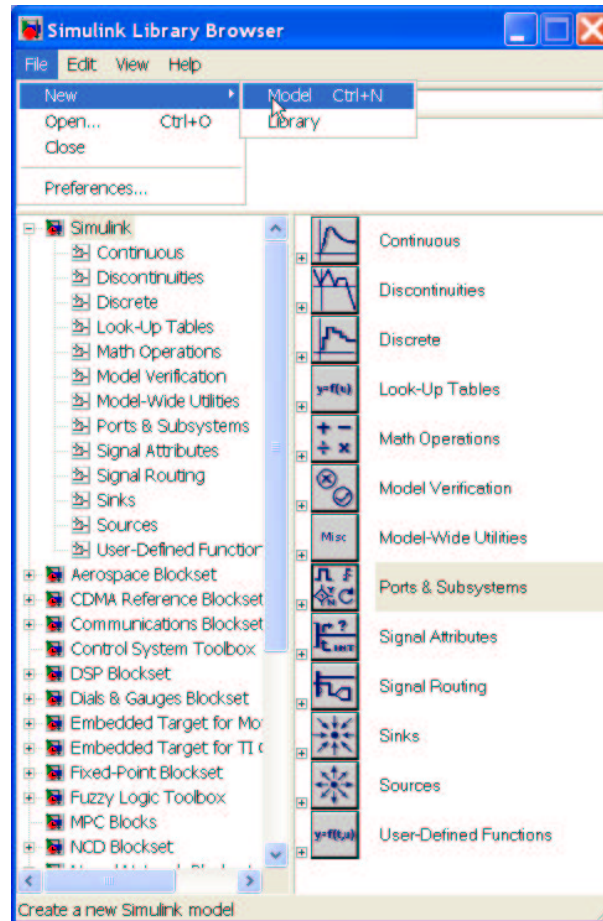 Simulink Library Browser
File Edit View Help
New Model Ctrl+N
Open... Ctrl+O Library
Close
Preferences...
Simulink
Continuous
Discontinuities
Discrete
Look-Up Tables
Math Operations
Model Verification
Model-Wide Utilities
Ports & Subsystems
Signal Attributes
Signal Routing
Sinks
Sources
User-Defined Function
Aerospace Blockset
CDMA Reference Blockset
Communications Blockset
Control System Toolbox
DSP Blockset
Dials & Gauges Blockset
Embedded Target for Mo
Embedded Target for TI C
Fixed-Point Blockset
Fuzzy Logic Toolbox
MPC Blocks
NCD Blockset
Continuous
Discontinuities
Discrete
y=f(u) Look-Up Tables
Math Operations
Model Verification
Misc Model-Wide Utilities
Ports & Subsystems
Signal Attributes
Signal Routing
Sinks
Sources
y=f(t,u) User-Defined Functions
Create a new Simulink model